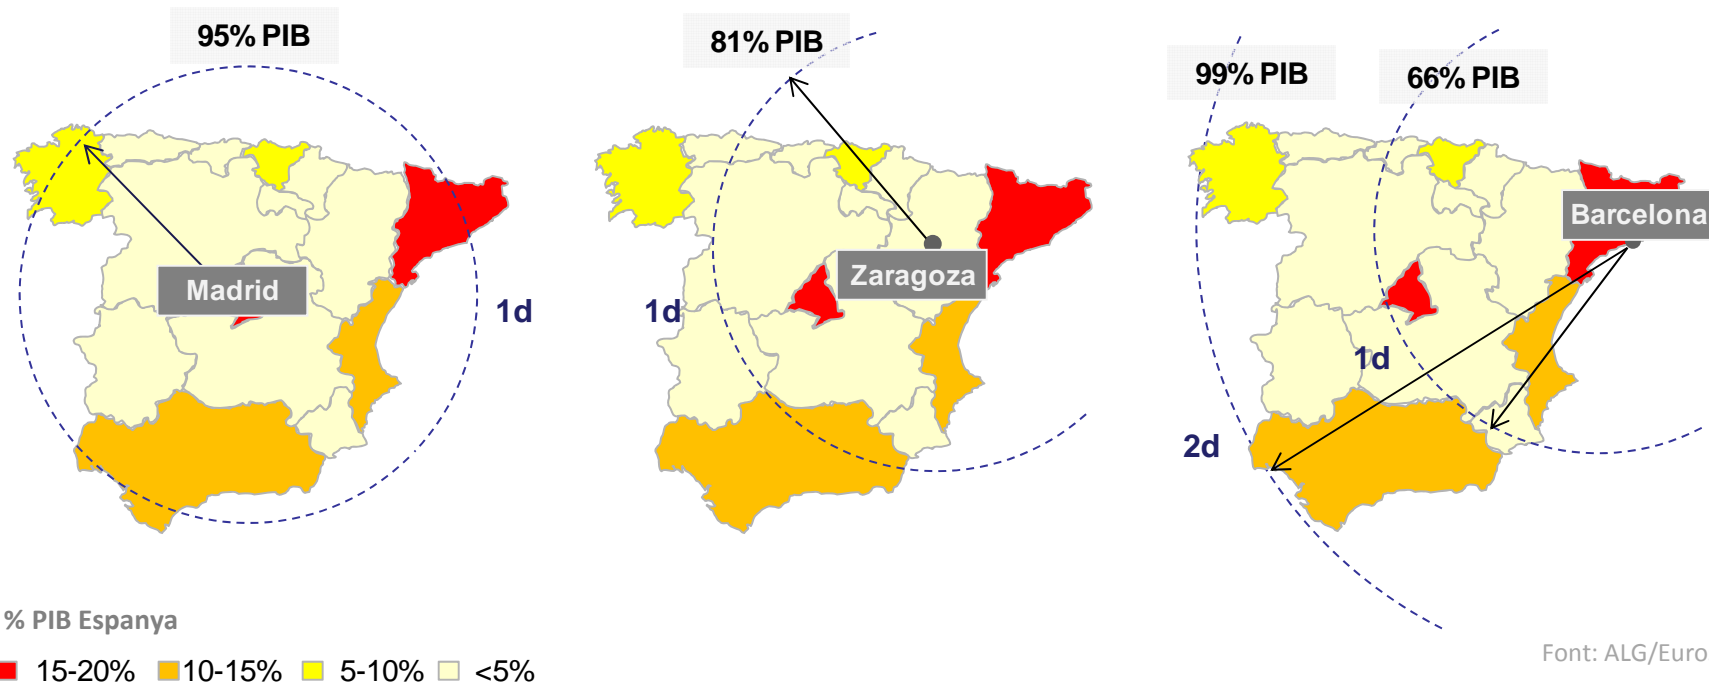 95% PIB
81% PIB
99% PIB
66% PIB
Madrid
1d
Zaragoza
1d
Barcelona
1d
2d
% PIB Espanya
15-20%
10-15%
5-10%
<5%
Font: ALG/Euro